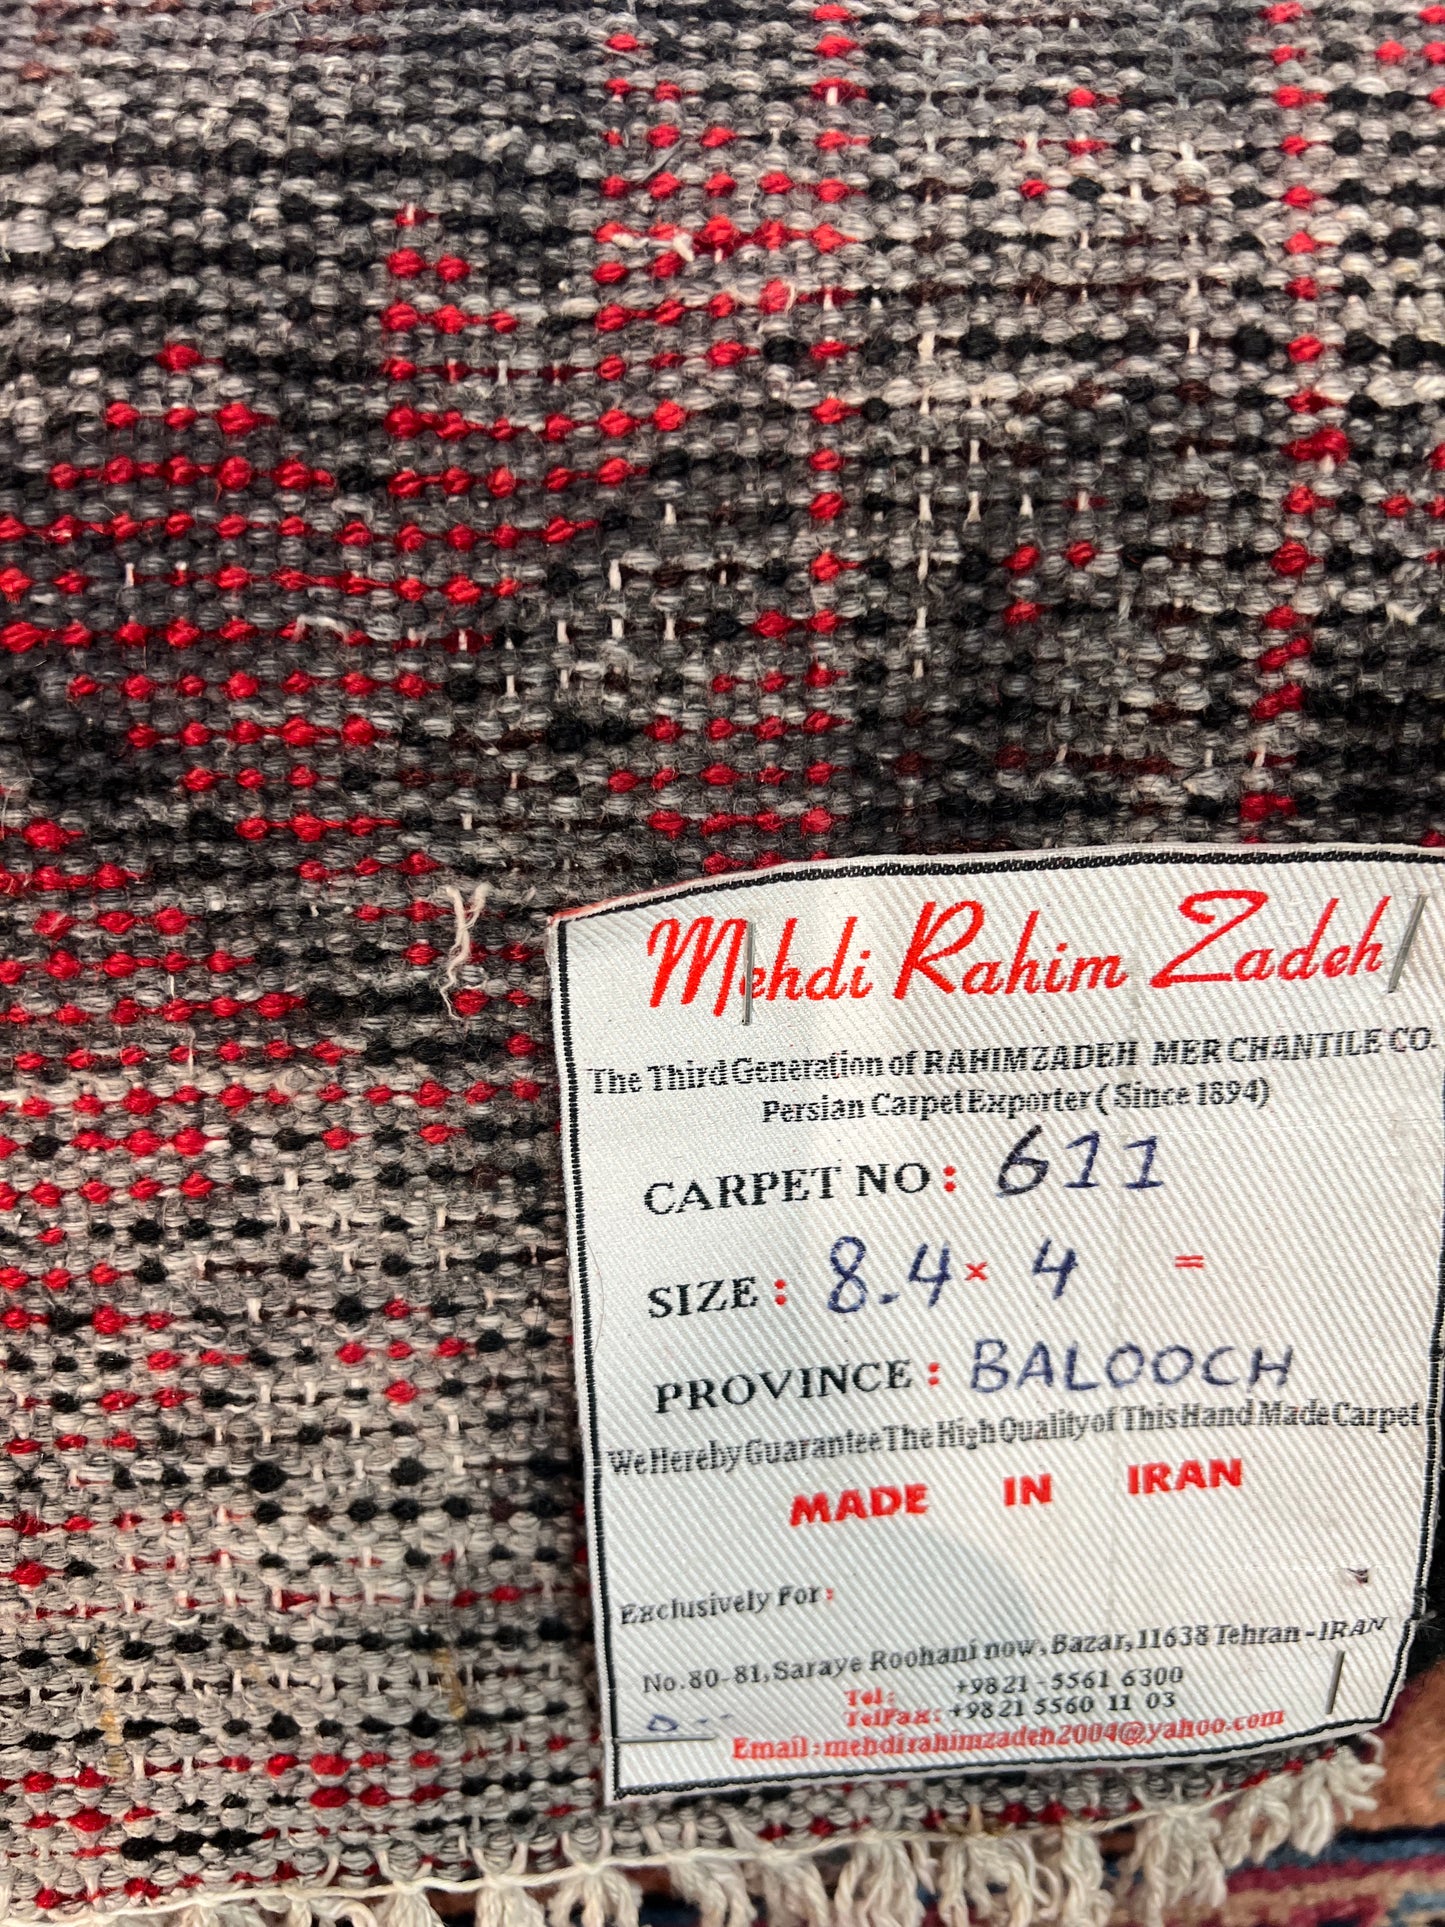 Mehdi Rahim Zadeh
The Third Generation of RAHIMZADEH MERCHANTILE CO.
Persian Carpet Exporter ( Since 1894)
CARPET NO : 611
SIZE : 8.4 × 4 =
PROVINCE : BALOOCH
We Hereby Guarantee The High Quality of This Hand Made Carpet
MADE IN IRAN
Exclusively For :
No.80-81,Saraye Roohani now,Bazar,11638 Tehran-IRAN
Tel: +9821-5561 6300
TelFax: +9821 5560 11 03
Email:mehdirahimzadeh2004@yahoo.com